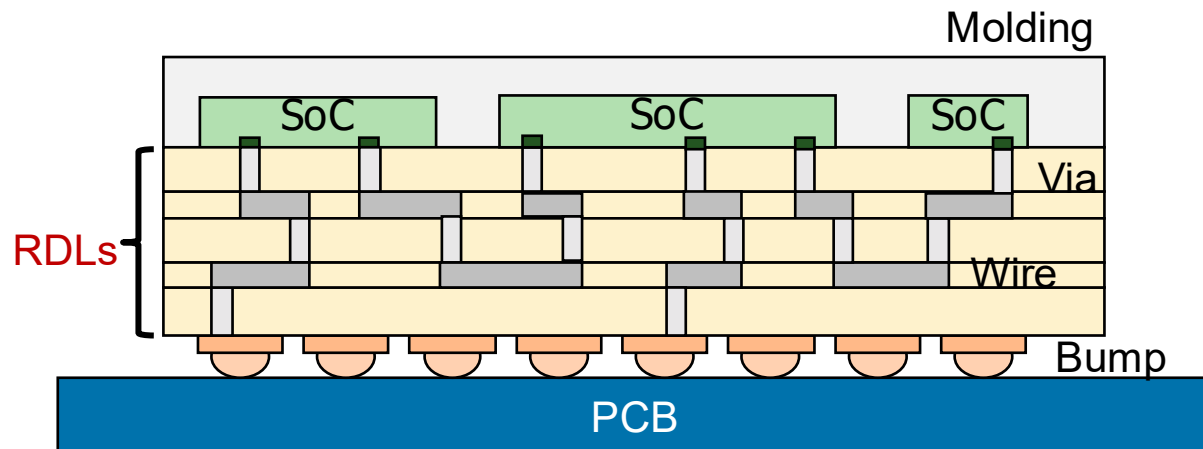 Molding
SoC SoC SoC
Via
RDLs
Wire
Bump
PCB